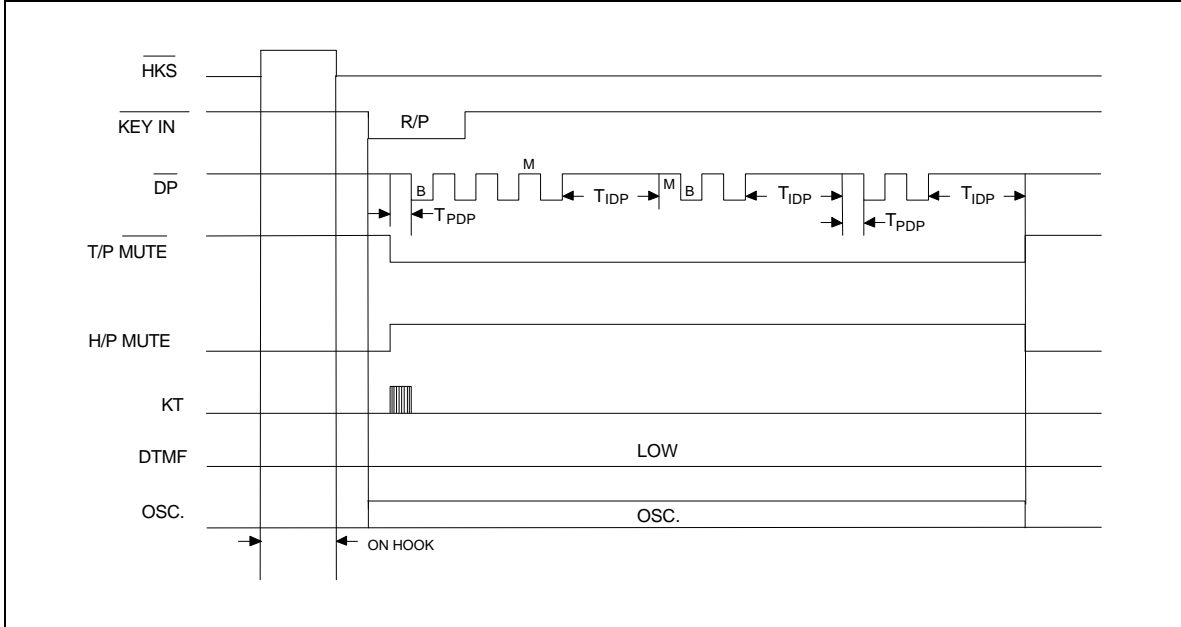 HKS
KEY IN
R/P
DP
B
M
TIDP
M
B
TIDP
TIDP
TPDP
TPDP
T/P MUTE
H/P MUTE
KT
DTMF
LOW
OSC.
OSC.
ON HOOK